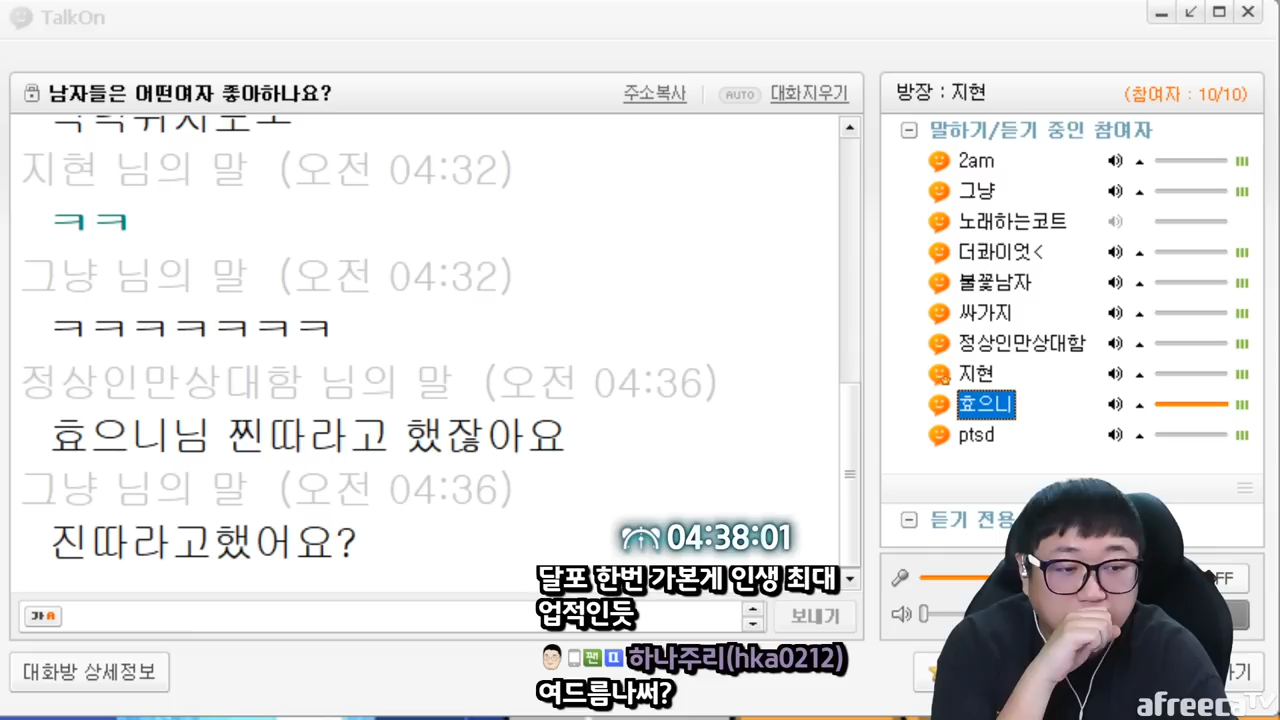 TalkOn
남자들은 어떤여자 좋아하나요?
주소복사
AUTO
대화지우기
지현 님의 말 (오전 04:32)
ㅋㅋ
그냥 님의 말 (오전 04:32)
ㅋㅋㅋㅋㅋㅋㅋ
정상인만상대함 님의 말 (오전 04:36)
효으니님 찐따라고 했잖아요
그냥 님의 말 (오전 04:36)
진따라고했어요?
가
보내기
대화방 상세정보
방장 : 지현
(참여자 : 10/10)
말하기/듣기 중인 참여자
2am
그냥
노래하는코트
더콰이엇<
불꽃남자
싸가지
정상인만상대함
지현
효으니
ptsd
듣기 전용
FF
04:38:01
달포 한번 가본게 인생 최대
업적인듯
하나주리(hka0212)
여드름나써?
afreecaTV